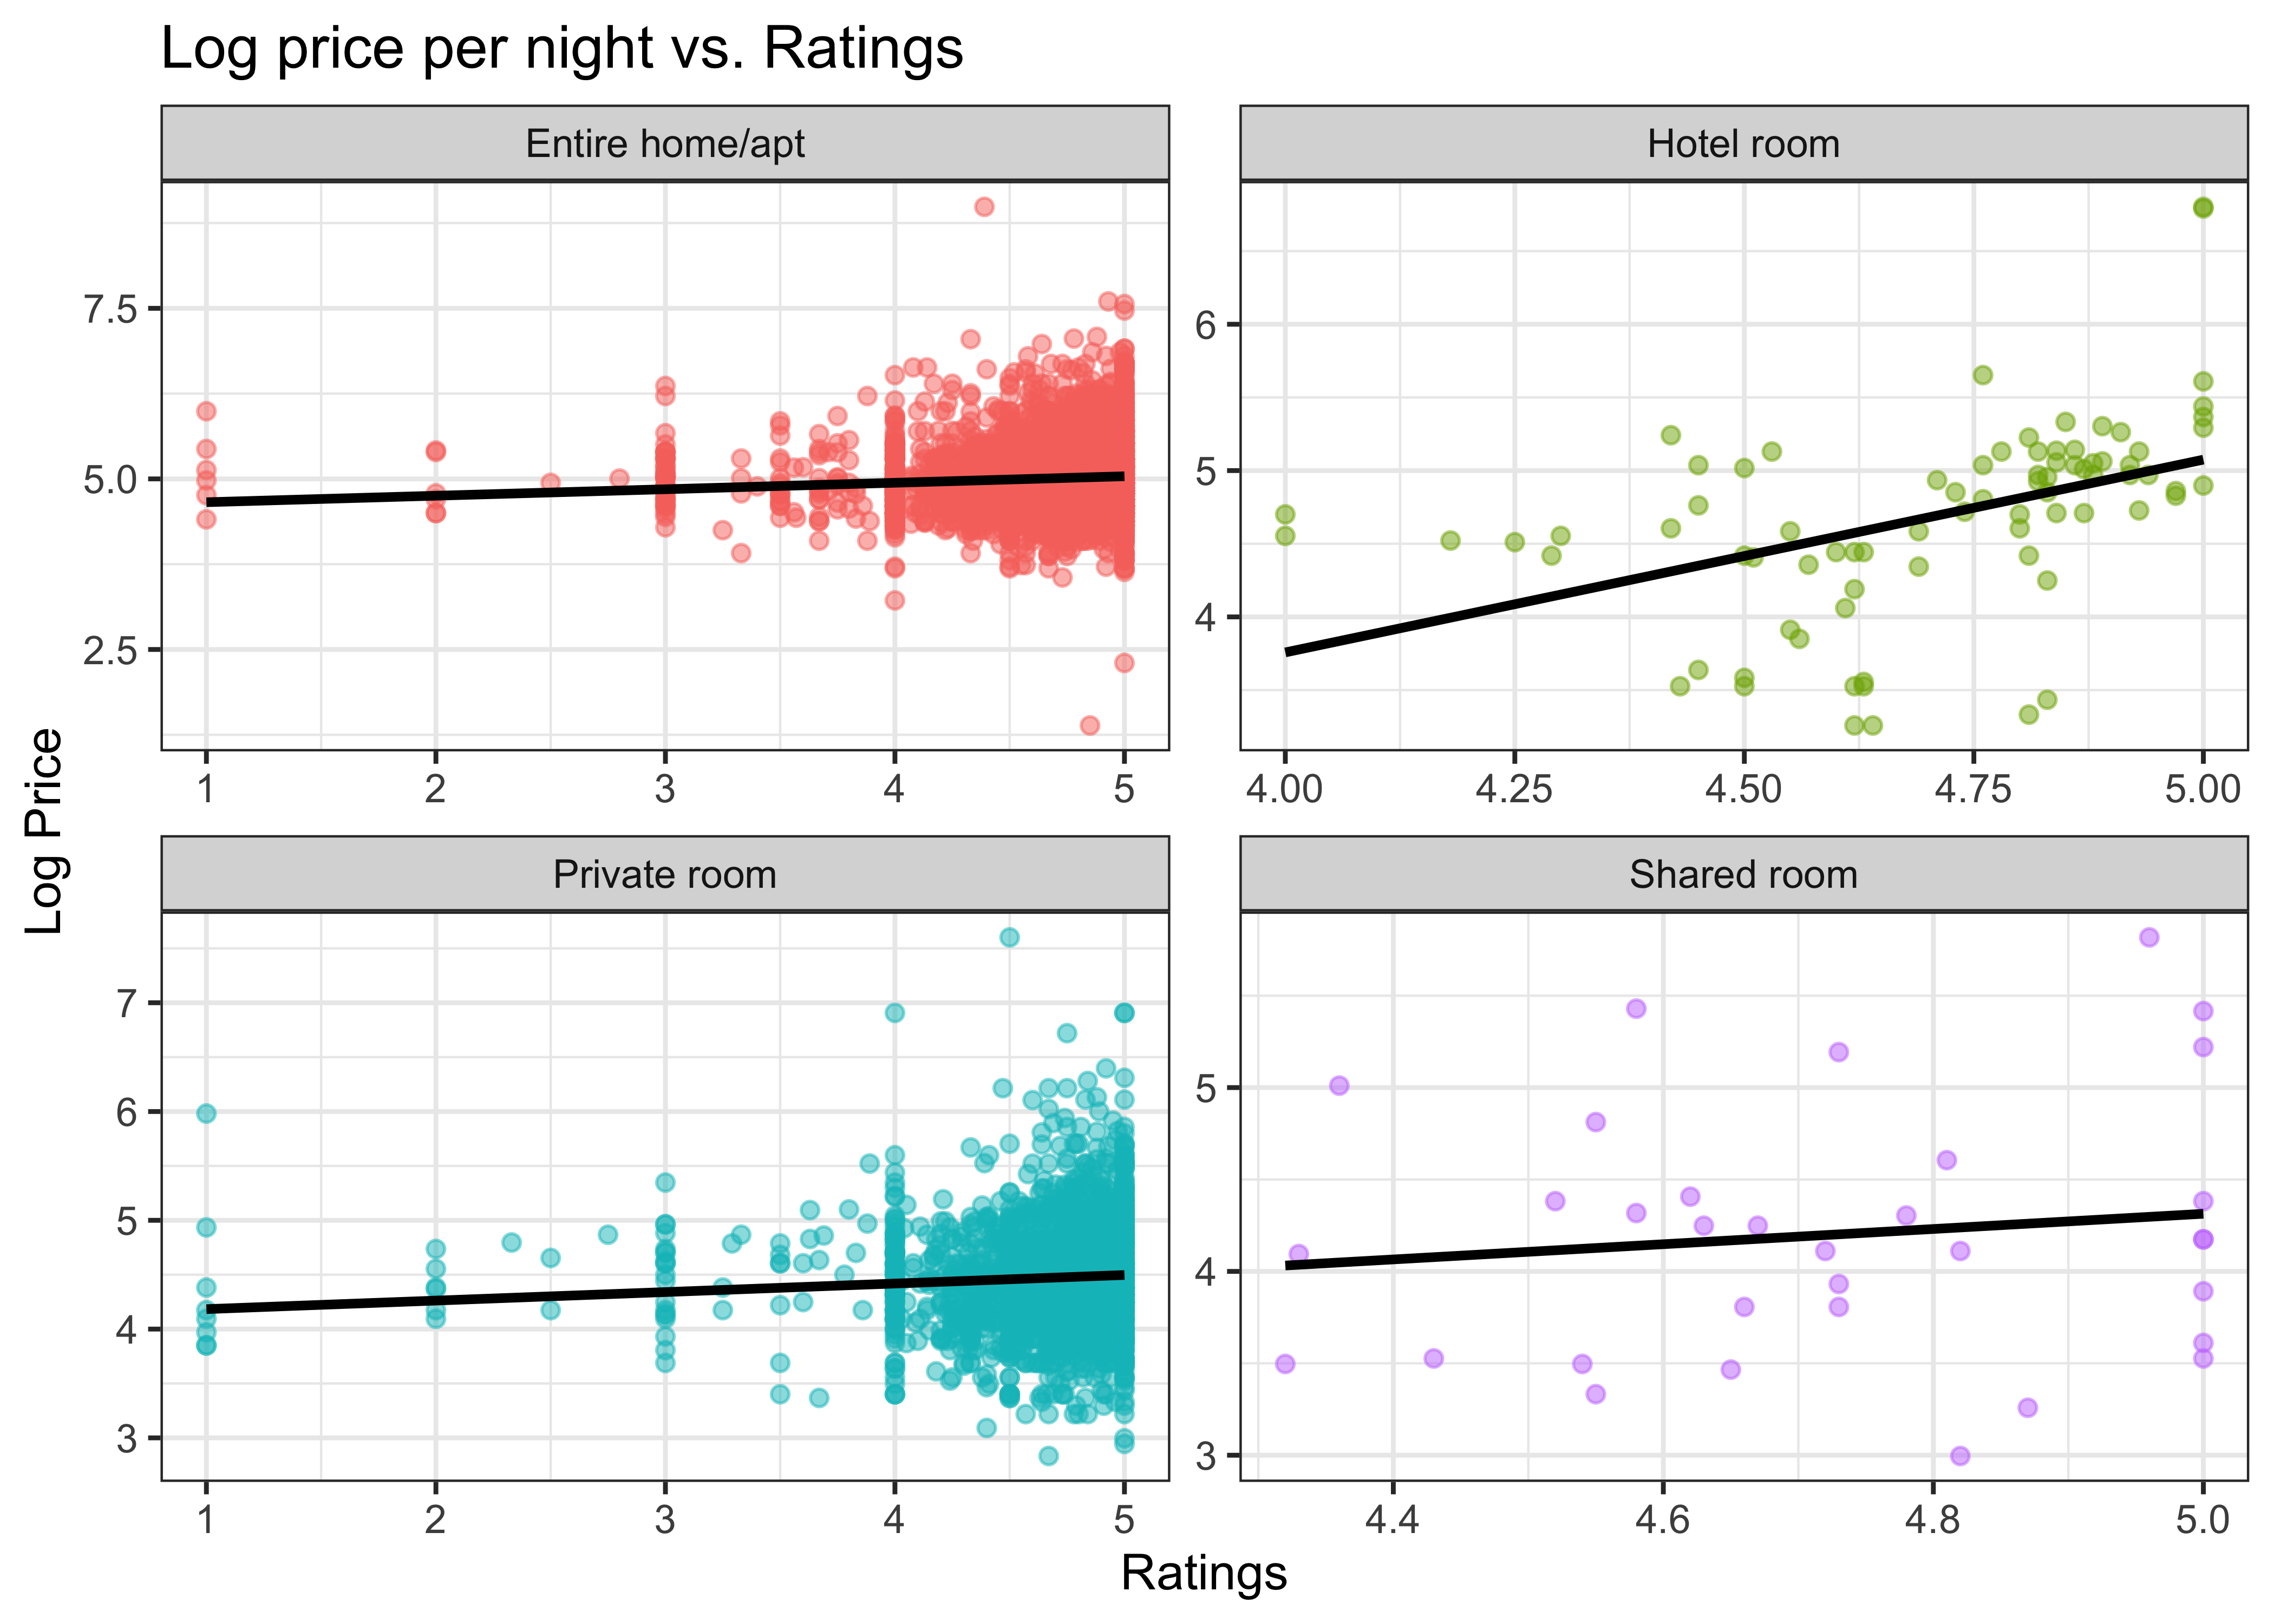 Log price per night vs. Ratings
Entire home/apt
Hotel room
7.5
5.0
2.5
1 2 3 4 5
6
5
4
4.00 4.25 4.50 4.75 5.00
Log Price
Private room
Shared room
7
6
5
4
3
1 2 3 4 5
5
4
3
4.4 4.6 4.8 5.0
Ratings